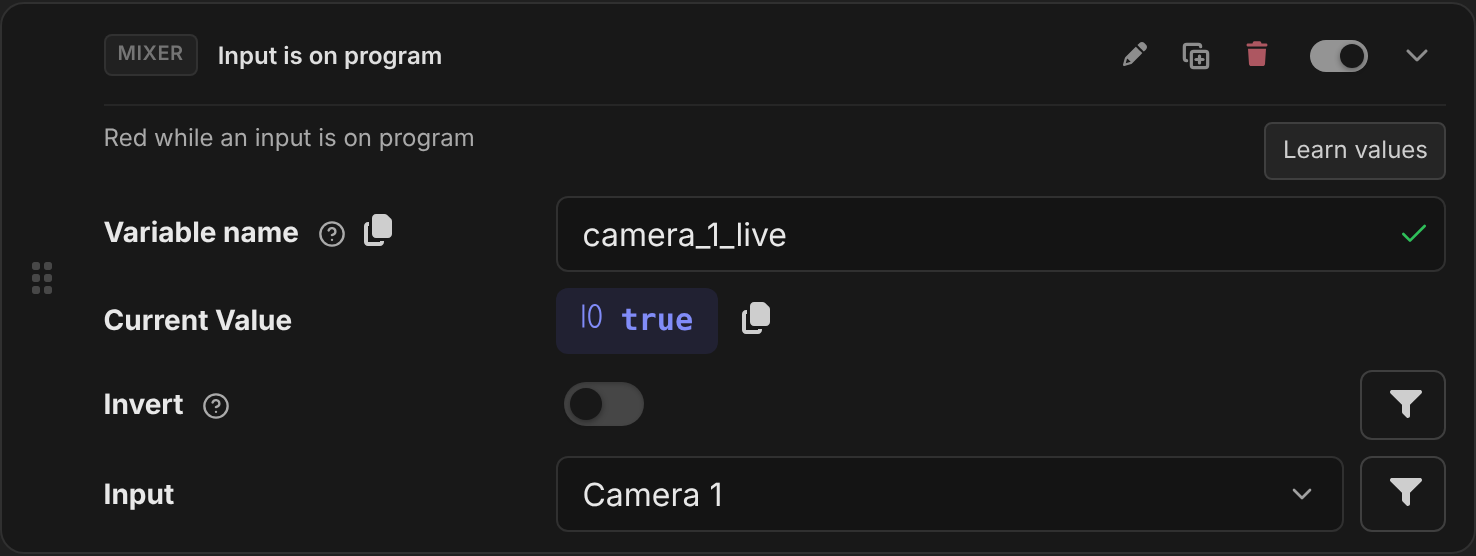 MIXER Input is on program
Red while an input is on program
Learn values
Variable name
camera_1_live
Current Value
true
Invert
Input
Camera 1